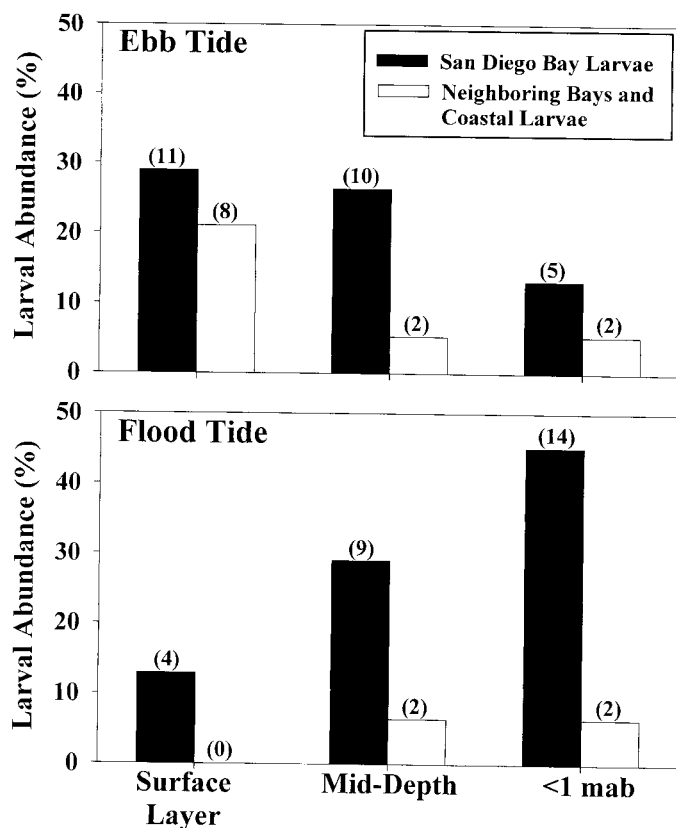 50
Ebb Tide
San Diego Bay Larvae
Neighboring Bays and
Coastal Larvae
40
30
20
10
0
Larval Abundance (%)
(11)
(8)
(10)
(2)
(5)
(2)
50
Flood Tide
40
30
20
10
0
Larval Abundance (%)
(4)
(0)
(9)
(2)
(14)
(2)
Surface
Layer
Mid-Depth
<1 mab